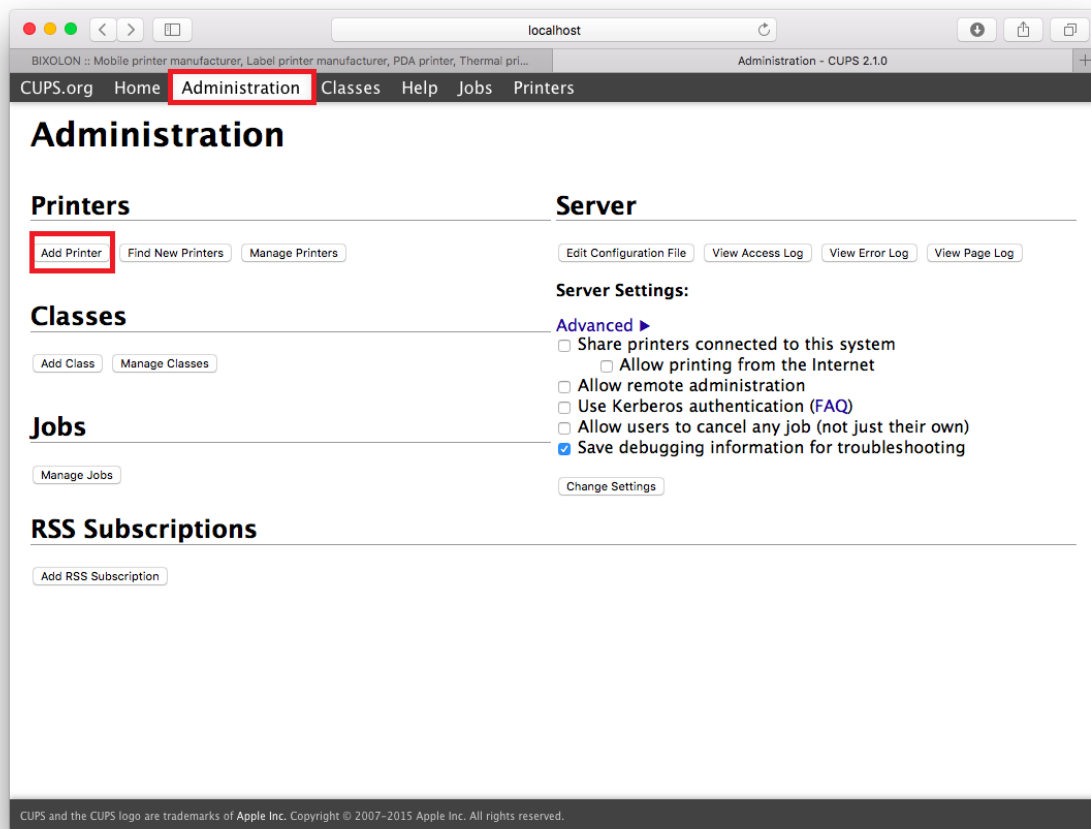 localhost
BIXOLON :: Mobile printer manufacturer, Label printer manufacturer, PDA printer, Thermal pri...
Administration - CUPS 2.1.0
CUPS.org Home Administration Classes Help Jobs Printers
Administration
Printers
Add Printer Find New Printers Manage Printers
Classes
Add Class Manage Classes
Jobs
Manage Jobs
Server
Edit Configuration File View Access Log View Error Log View Page Log
Server Settings:
Advanced ▶
Share printers connected to this system
Allow printing from the Internet
Allow remote administration
Use Kerberos authentication (FAQ)
Allow users to cancel any job (not just their own)
Save debugging information for troubleshooting
Change Settings
RSS Subscriptions
Add RSS Subscription
CUPS and the CUPS logo are trademarks of Apple Inc. Copyright © 2007-2015 Apple Inc. All rights reserved.